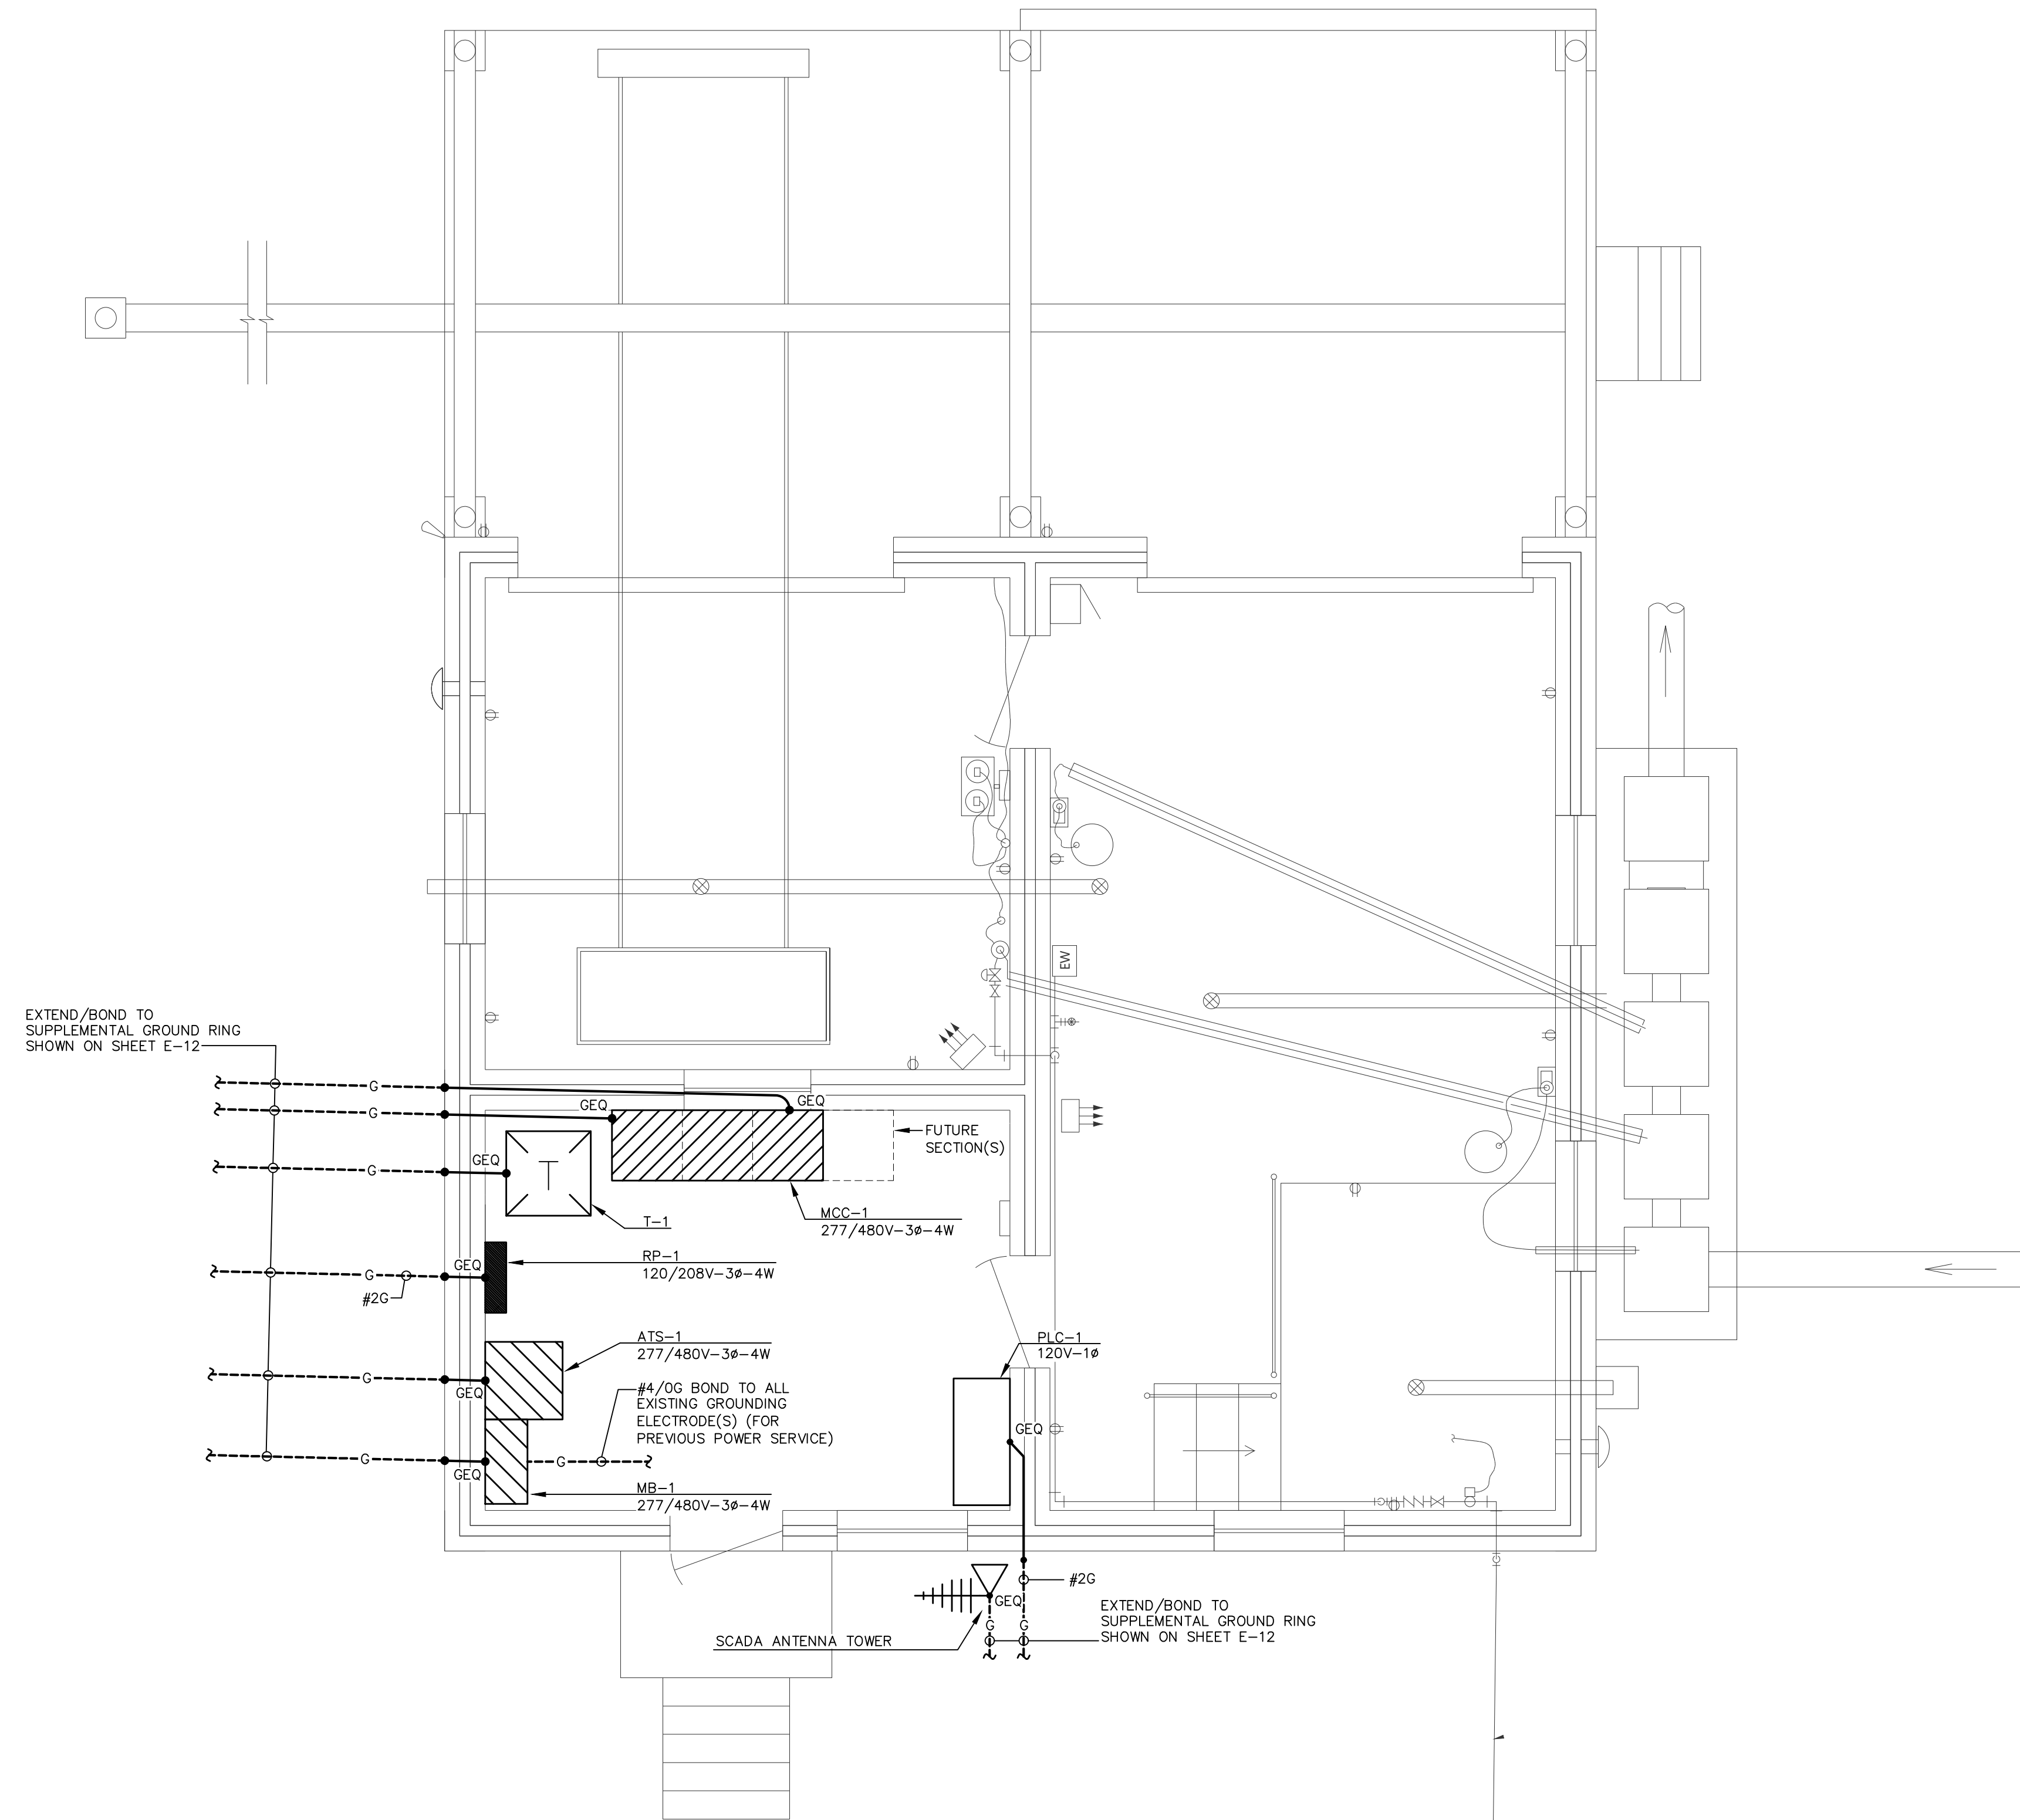 EW
EXTEND/BOND TO
SUPPLEMENTAL GROUND RING
SHOWN ON SHEET E-12
G
GEQ
G
GEQ
FUTURE
SECTION(S)
G
GEQ
T
T-1
MCC-1
277/480V-3ø-4W
RP-1
120/208V-3ø-4W
G
GEQ
#2G
ATS-1
277/480V-3ø-4W
PLC-1
120V-1ø
G
GEQ
#4/0G BOND TO ALL
EXISTING GROUNDING
ELECTRODE(S) (FOR
PREVIOUS POWER SERVICE)
GEQ
G
GEQ
G
MB-1
277/480V-3ø-4W
#2G
GEQ
EXTEND/BOND TO
SUPPLEMENTAL GROUND RING
SHOWN ON SHEET E-12
G
G
SCADA ANTENNA TOWER